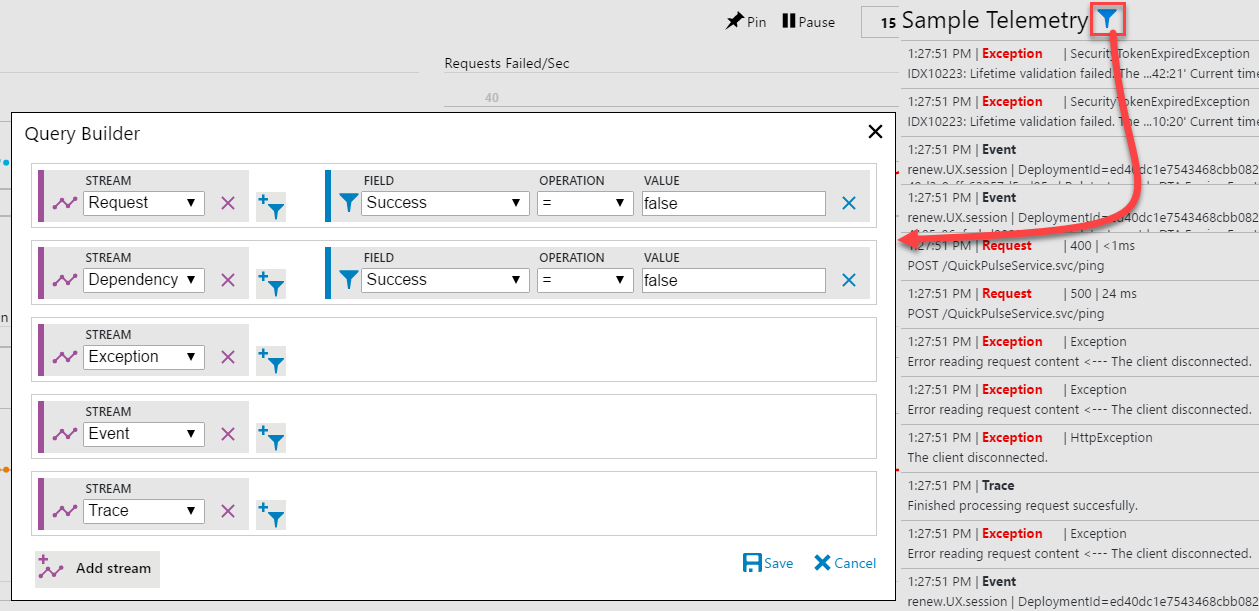 Pin
Pause
15
Requests Failed/Sec
40
Query Builder
STREAM
Request
FIELD
Success
OPERATION
=
VALUE
false
STREAM
Dependency
FIELD
Success
OPERATION
=
VALUE
false
STREAM
Exception
STREAM
Event
STREAM
Trace
Add stream
Save
Cancel
n
Sample Telemetry
1:27:51 PM | Exception | SecurityTokenExpiredException
IDX10223: Lifetime validation failed. The ...42:21' Current time
1:27:51 PM | Exception | SecurityTokenExpiredException
IDX10223: Lifetime validation failed. The ...10:20' Current time
1:27:51 PM | Event
renew.UX.session | DeploymentId=ed40dc1e7543468cbb082
1:27:51 PM | Event
renew.UX.session | DeploymentId=ed40dc1e7543468cbb082
1:27:51 PM | Request | 400 | <1ms
POST /QuickPulseService.svc/ping
1:27:51 PM | Request | 500 | 24 ms
POST /QuickPulseService.svc/ping
1:27:51 PM | Exception | Exception
Error reading request content <--- The client disconnected.
1:27:51 PM | Exception | Exception
Error reading request content <--- The client disconnected.
1:27:51 PM | Exception | HttpException
The client disconnected.
1:27:51 PM | Trace
Finished processing request succesfully.
1:27:51 PM | Exception | Exception
Error reading request content <--- The client disconnected.
1:27:51 PM | Event
renew.UX.session | DeploymentId=ed40dc1e7543468cbb082